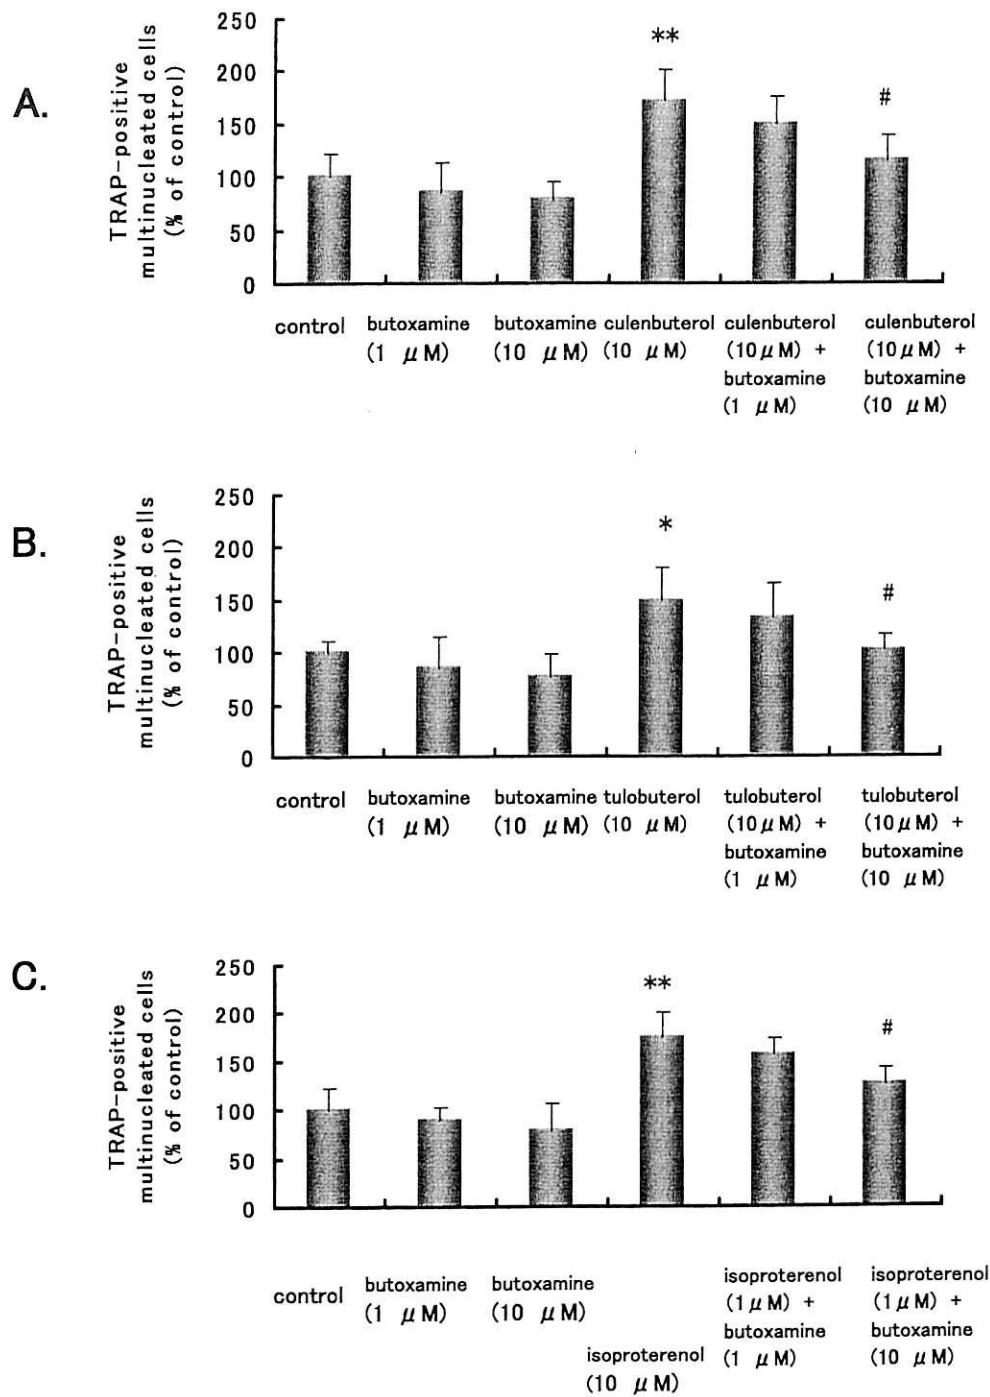 A.
TRAP-positive
multinucleated cells
(% of control)
250
200
150
100
50
0
**
#
control
butoxamine
(1 μM)
butoxamine
(10 μM)
culenbuterol
(10 μM)
culenbuterol
(10μM) +
butoxamine
(1 μM)
culenbuterol
(10μM) +
butoxamine
(10 μM)
B.
TRAP-positive
multinucleated cells
(% of control)
250
200
150
100
50
0
*
#
control
butoxamine
(1 μM)
butoxamine
(10 μM)
tulobuterol
(10 μM)
tulobuterol
(10μM) +
butoxamine
(1 μM)
tulobuterol
(10μM) +
butoxamine
(10 μM)
C.
TRAP-positive
multinucleated cells
(% of control)
250
200
150
100
50
0
**
#
control
butoxamine
(1 μM)
butoxamine
(10 μM)
isoproterenol
(10 μM)
isoproterenol
(1μM) +
butoxamine
(1 μM)
isoproterenol
(1μM) +
butoxamine
(10 μM)